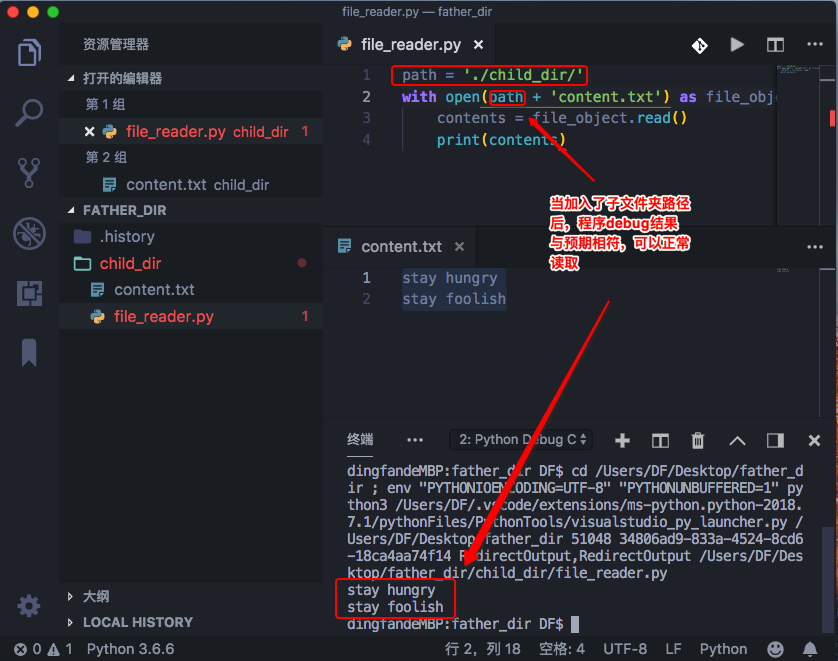 file_reader.py — father_dir
资源管理器
打开的编辑器
第 1 组
file_reader.py child_dir 1
第 2 组
content.txt child_dir
FATHER_DIR
.history
child_dir
content.txt
file_reader.py 1
大纲
LOCAL HISTORY
file_reader.py
1 path = './child_dir/'
2 with open(path + 'content.txt') as file_obj
3 contents = file_object.read()
4 print(contents)
当加入了子文件夹路径
后，程序debug结果
与预期相符，可以正常
读取
content.txt
1 stay hungry
2 stay foolish
终端
2: Python Debug C
dingfandeMBP:father_dir DF$ cd /Users/DF/Desktop/father_d
ir ; env "PYTHONIOENCODING=UTF-8" "PYTHONUNBUFFERED=1" py
thon3 /Users/DF/.vscode/extensions/ms-python.python-2018.
7.1/pythonFiles/PythonTools/visualstudio_py_launcher.py /
Users/DF/Desktop/father_dir 51048 34806ad9-833a-4524-8cd6
-18ca4aa74f14 RedirectOutput,RedirectOutput /Users/DF/Des
ktop/father_dir/child_dir/file_reader.py
stay hungry
stay foolish
dingfandeMBP:father_dir DF$
0 1 Python 3.6.6 行 2，列 18 空格: 4 UTF-8 LF Python